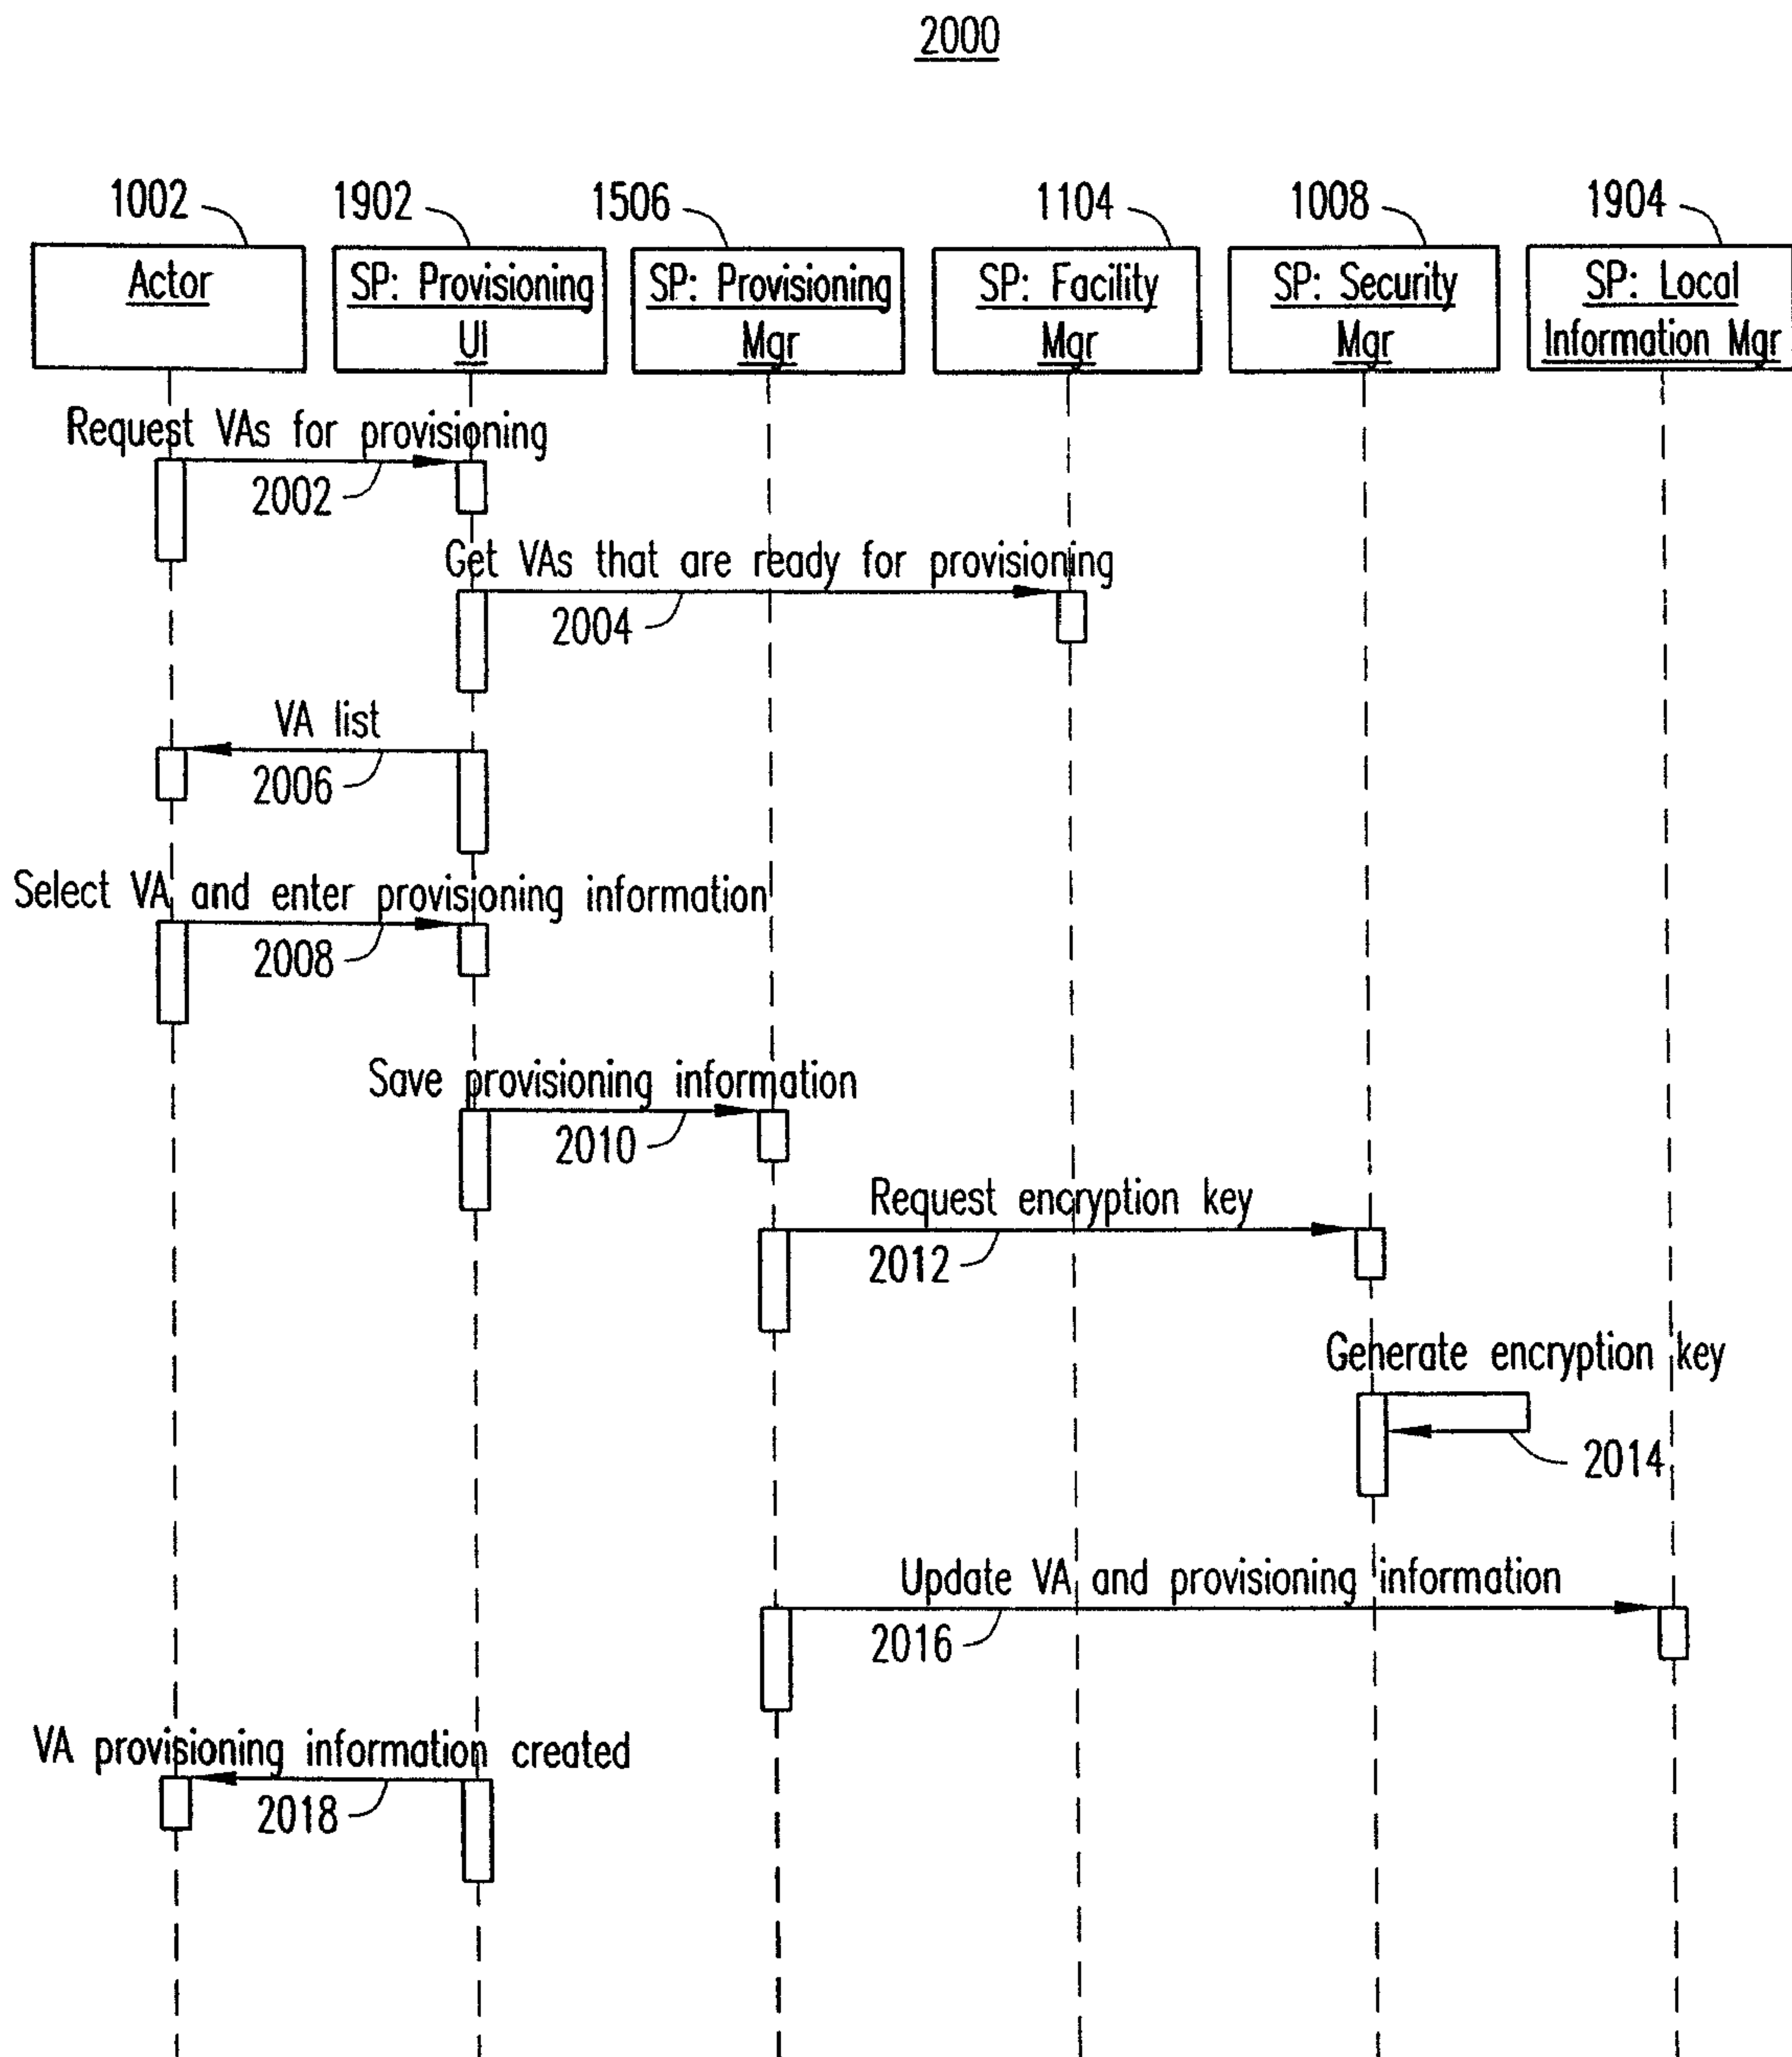 2000
1002
1902
1506
1104
1008
1904
Actor
SP: Provisioning
UI
SP: Provisioning
Mgr
SP: Facility
Mgr
SP: Security
Mgr
SP: Local
Information Mgr
Request VAs for provisioning
2002
Get VAs that are ready for provisioning
2004
VA list
2006
Select VA and enter provisioning information
2008
Save provisioning information
2010
Request encryption key
2012
Generate encryption key
2014
Update VA and provisioning information
2016
VA provisioning information created
2018